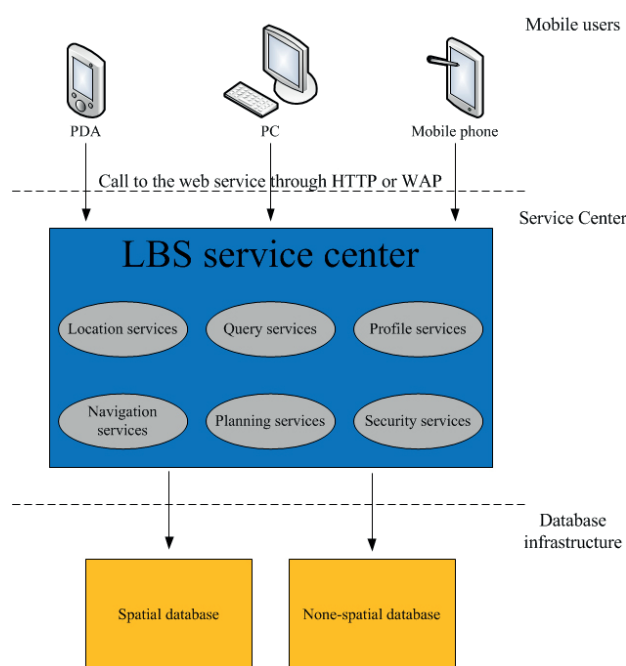 Mobile users
PDA
PC
Mobile phone
Call to the web service through HTTP or WAP
Service Center
LBS service center
Location services
Query services
Profile services
Navigation
services
Planning services
Security services
Database
infrastructure
Spatial database
None-spatial database